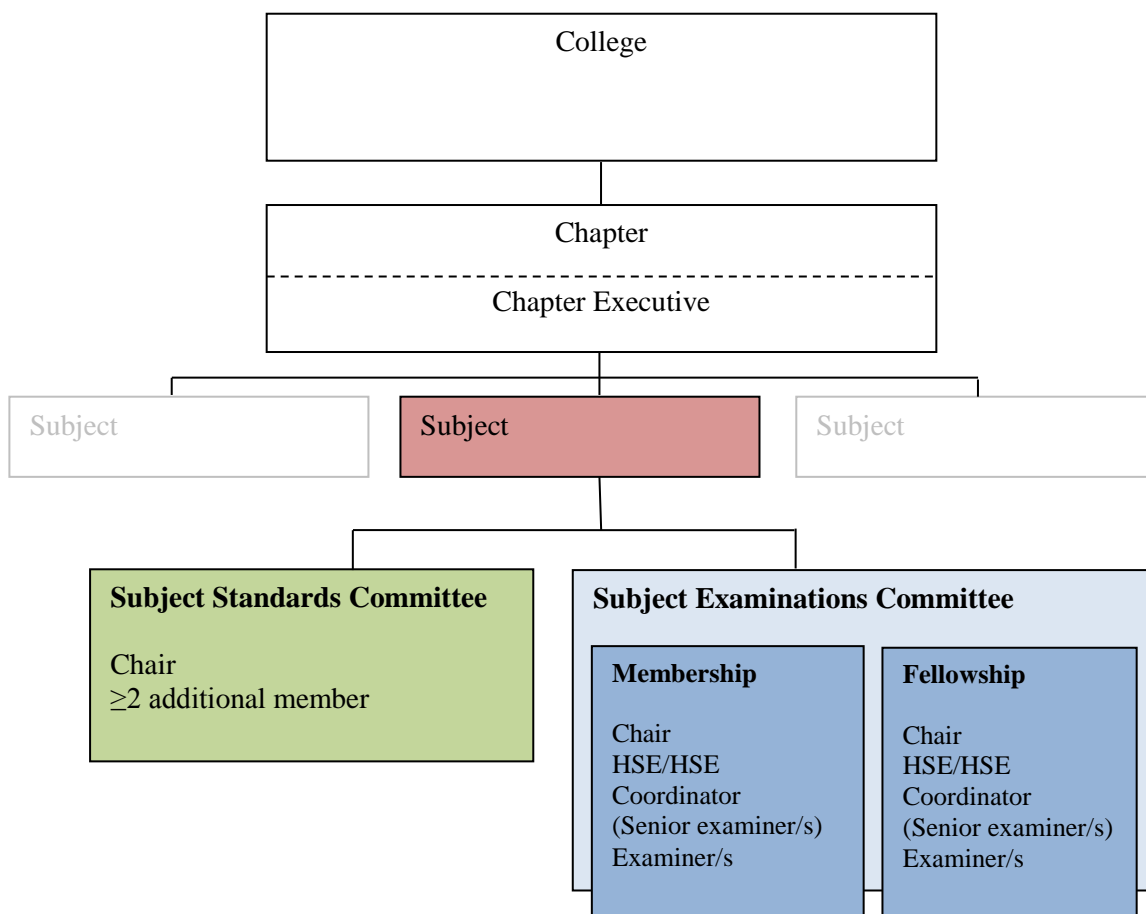 College
Chapter
Chapter Executive
Subject
Subject
Subject
Subject Standards Committee
Chair
≥2 additional member
Subject Examinations Committee
Membership
Chair
HSE/HSE
Coordinator
(Senior examiner/s)
Examiner/s
Fellowship
Chair
HSE/HSE
Coordinator
(Senior examiner/s)
Examiner/s